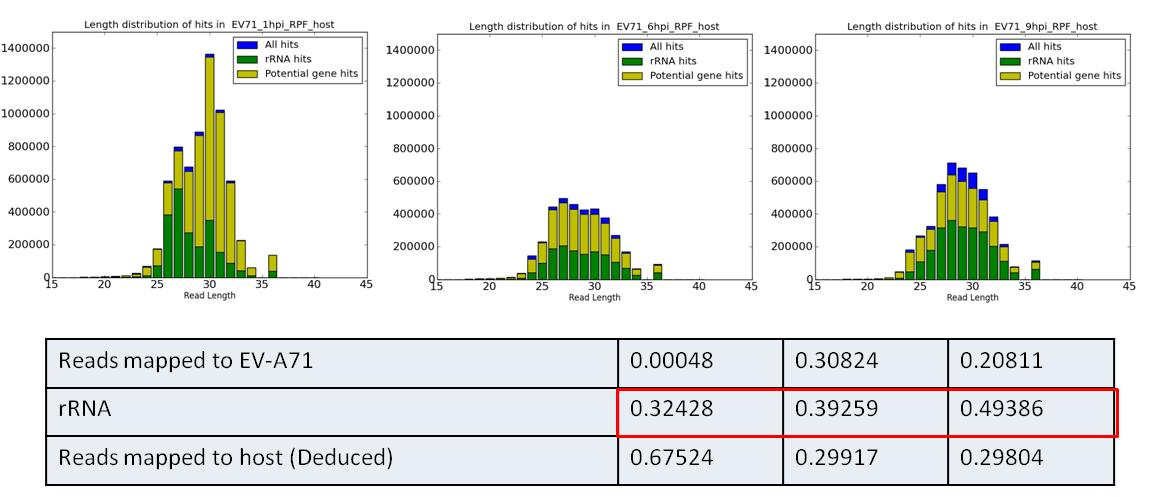 Length distribution of hits in EV71_1hpi_RPF_host
1400000
1200000
1000000
800000
600000
400000
200000
0
All hits
rRNA hits
Potential gene hits
15 20 25 30 35 40 45
Read Length
Length distribution of hits in EV71_6hpi_RPF_host
1400000
1200000
1000000
800000
600000
400000
200000
0
All hits
rRNA hits
Potential gene hits
15 20 25 30 35 40 45
Read Length
Length distribution of hits in EV71_9hpi_RPF_host
1400000
1200000
1000000
800000
600000
400000
200000
0
All hits
rRNA hits
Potential gene hits
15 20 25 30 35 40 45
Read Length
Reads mapped to EV-A71 0.00048 0.30824 0.20811
rRNA 0.32428 0.39259 0.49386
Reads mapped to host (Deduced) 0.67524 0.29917 0.29804